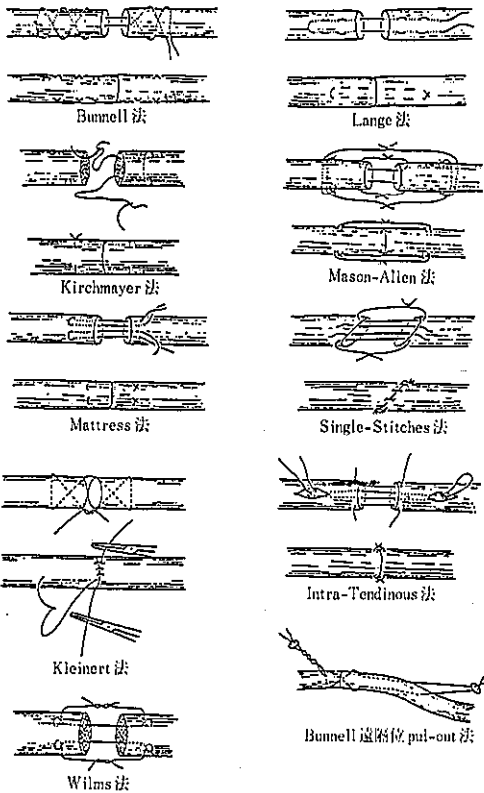 Bunnell 法
Kirchmayer 法
Mattress 法
Kleinert 法
Wilms 法
Lange 法
Mason-Allen 法
Single-Stitches 法
Intra-Tendinous 法
Bunnell 遠隔位 pul-out 法